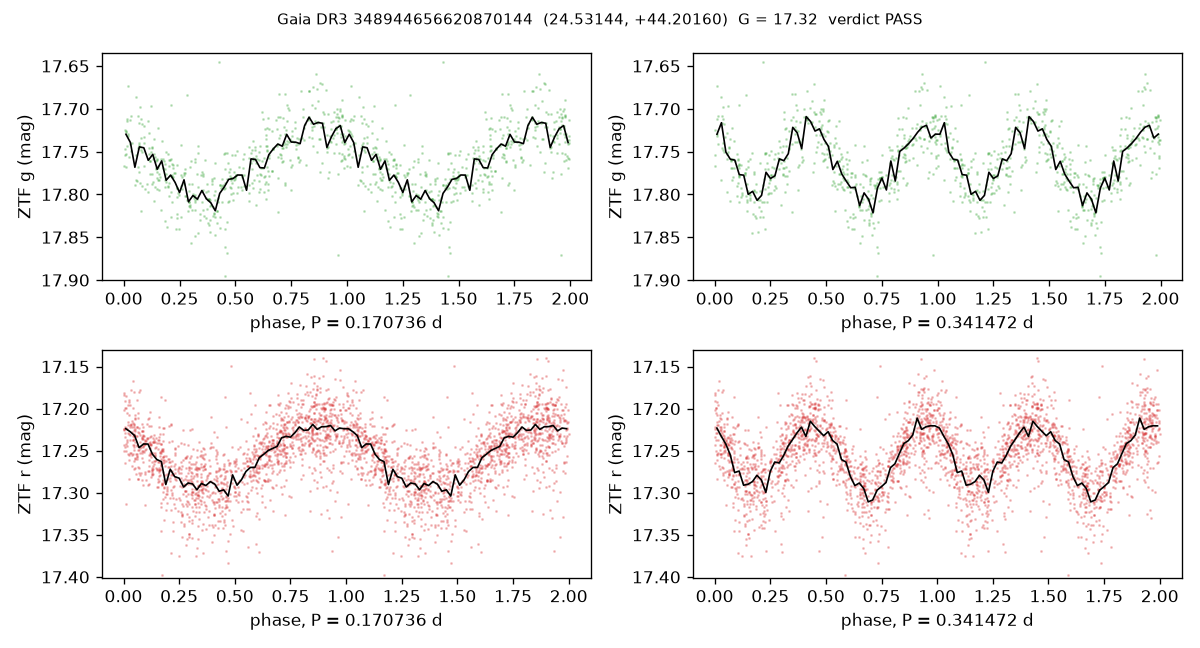 Gaia DR3 348944656620870144 (24.53144, +44.20160) G = 17.32 verdict PASS
ZTF g (mag)
17.65
17.70
17.75
17.80
17.85
17.90
0.00 0.25 0.50 0.75 1.00 1.25 1.50 1.75 2.00
phase, P = 0.170736 d
ZTF g (mag)
17.65
17.70
17.75
17.80
17.85
17.90
0.00 0.25 0.50 0.75 1.00 1.25 1.50 1.75 2.00
phase, P = 0.341472 d
ZTF r (mag)
17.15
17.20
17.25
17.30
17.35
17.40
0.00 0.25 0.50 0.75 1.00 1.25 1.50 1.75 2.00
phase, P = 0.170736 d
ZTF r (mag)
17.15
17.20
17.25
17.30
17.35
17.40
0.00 0.25 0.50 0.75 1.00 1.25 1.50 1.75 2.00
phase, P = 0.341472 d